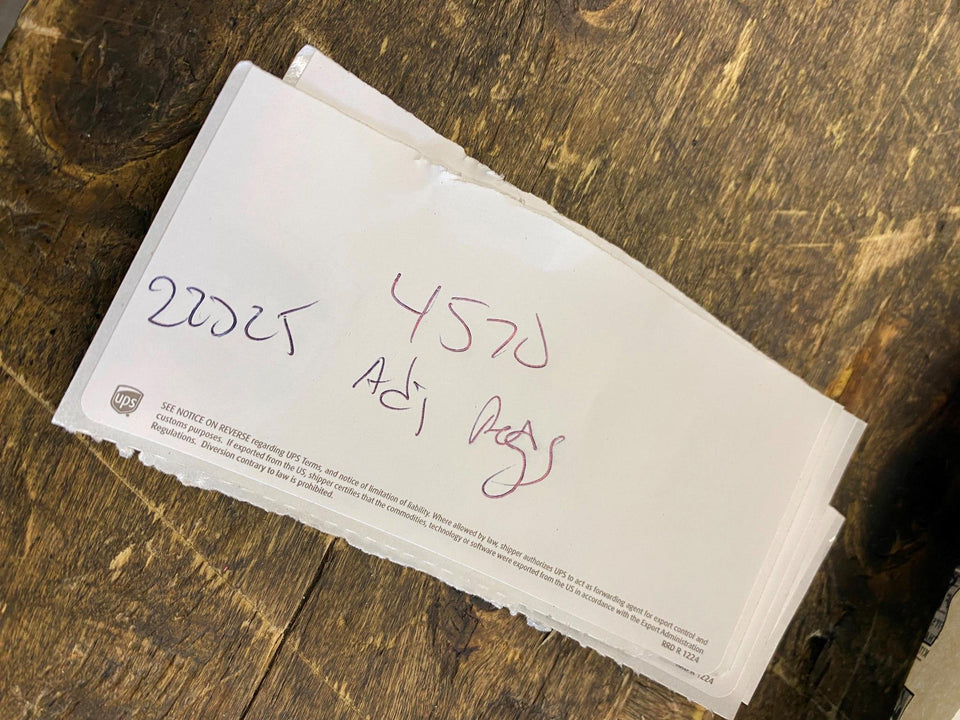 22025
4570
Adj
ups
SEE NOTICE ON REVERSE regarding UPS Terms, and notice of limitation of liability. Where allowed by law, shipper authorizes UPS to act as forwarding agent for export control and
customs purposes. If exported from the US, shipper certifies that the commodities, technology or software were exported from the US in accordance with the Export Administration
Regulations. Diversion contrary to law is prohibited.
RRD R 1224